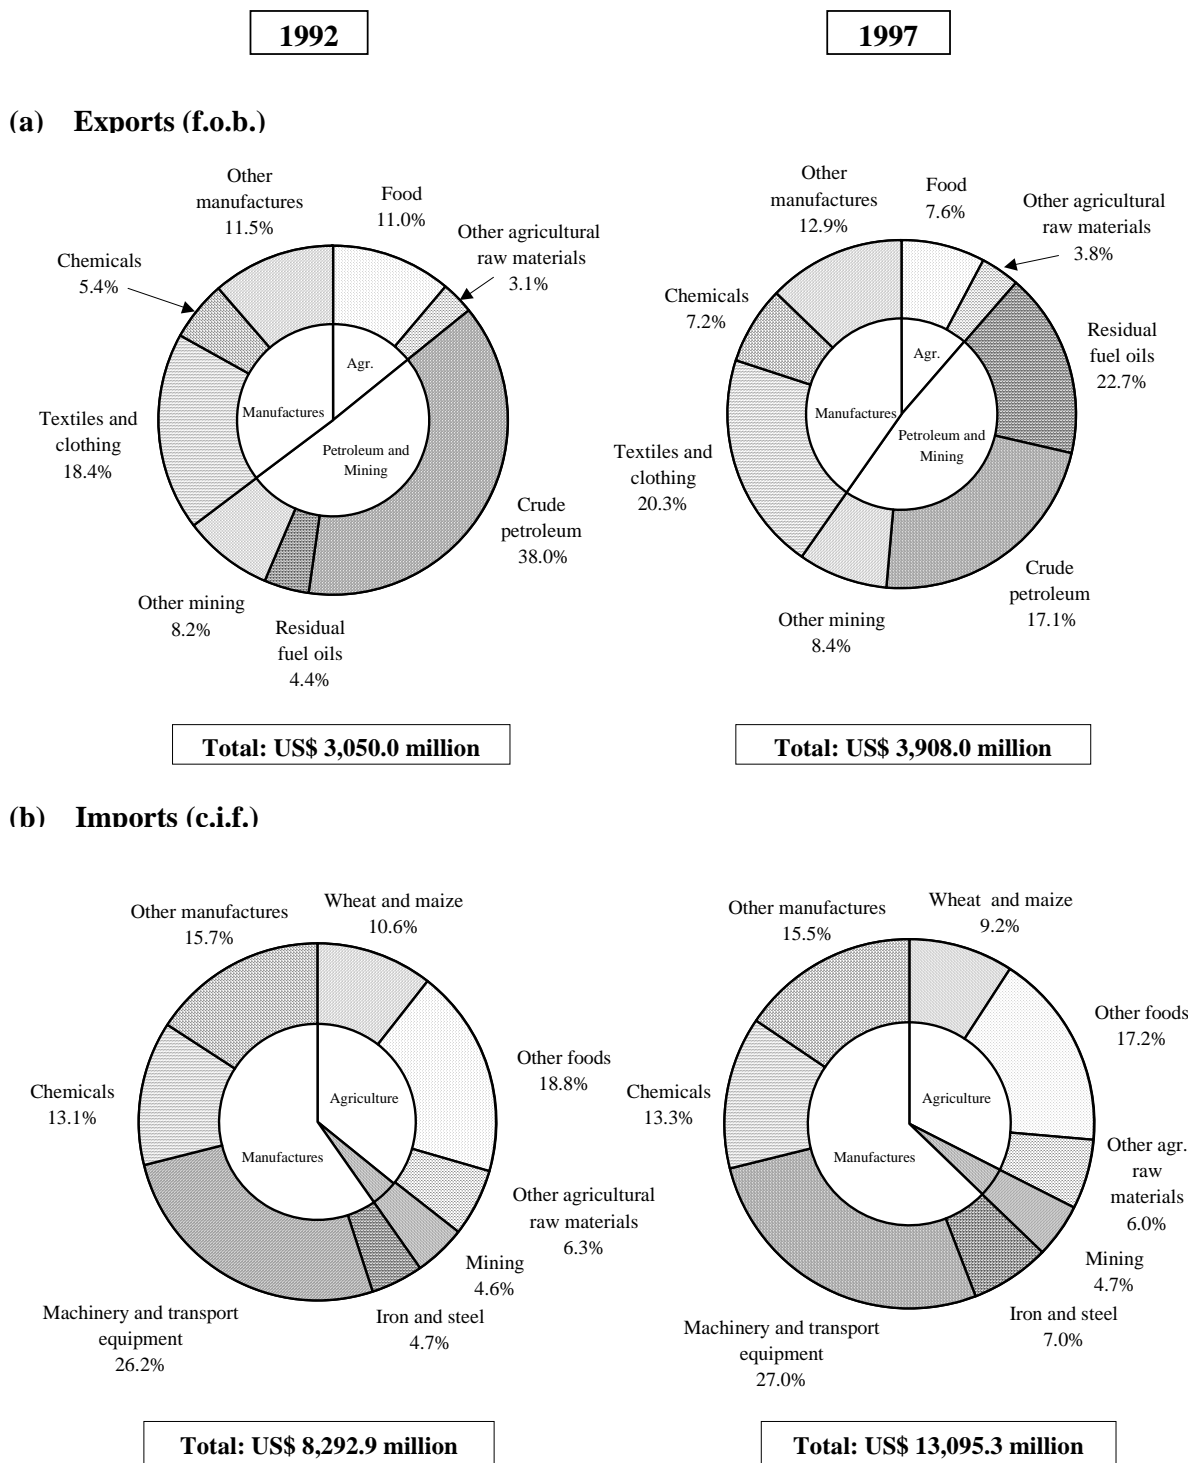 1992
1997
(a) Exports (f.o.b.)
Other
manufactures
11.5%
Food
11.0%
Other agricultural
raw materials
3.1%
Chemicals
5.4%
Agr.
Manufactures
Petroleum and
Mining
Textiles and
clothing
18.4%
Crude
petroleum
38.0%
Other mining
8.2%
Residual
fuel oils
4.4%
Total: US$ 3,050.0 million
Other
manufactures
12.9%
Food
7.6%
Other agricultural
raw materials
3.8%
Chemicals
7.2%
Residual
fuel oils
22.7%
Agr.
Manufactures
Petroleum and
Mining
Textiles and
clothing
20.3%
Crude
petroleum
17.1%
Other mining
8.4%
Total: US$ 3,908.0 million
(b) Imports (c.i.f.)
Other manufactures
15.7%
Wheat and maize
10.6%
Other foods
18.8%
Chemicals
13.1%
Agriculture
Manufactures
Other agricultural
raw materials
6.3%
Mining
4.6%
Iron and steel
4.7%
Machinery and transport
equipment
26.2%
Total: US$ 8,292.9 million
Other manufactures
15.5%
Wheat and maize
9.2%
Other foods
17.2%
Chemicals
13.3%
Agriculture
Manufactures
Other agr.
raw
materials
6.0%
Mining
4.7%
Iron and steel
7.0%
Machinery and transport
equipment
27.0%
Total: US$ 13,095.3 million